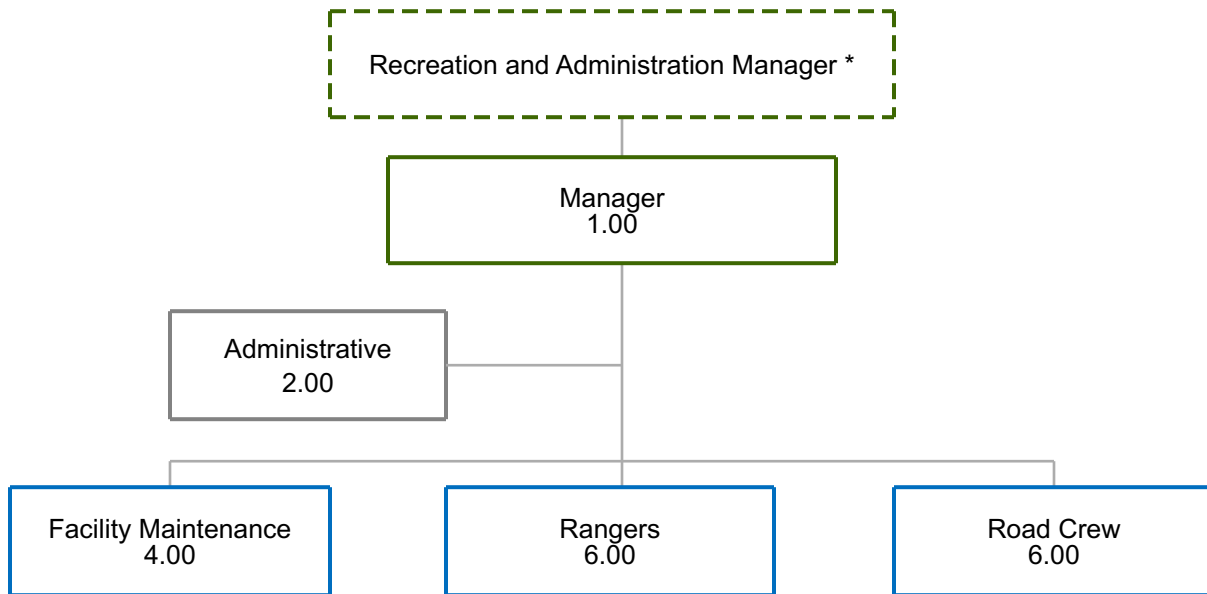 Recreation and Administration Manager *
Manager
1.00
Administrative
2.00
Facility Maintenance
4.00
Rangers
6.00
Road Crew
6.00